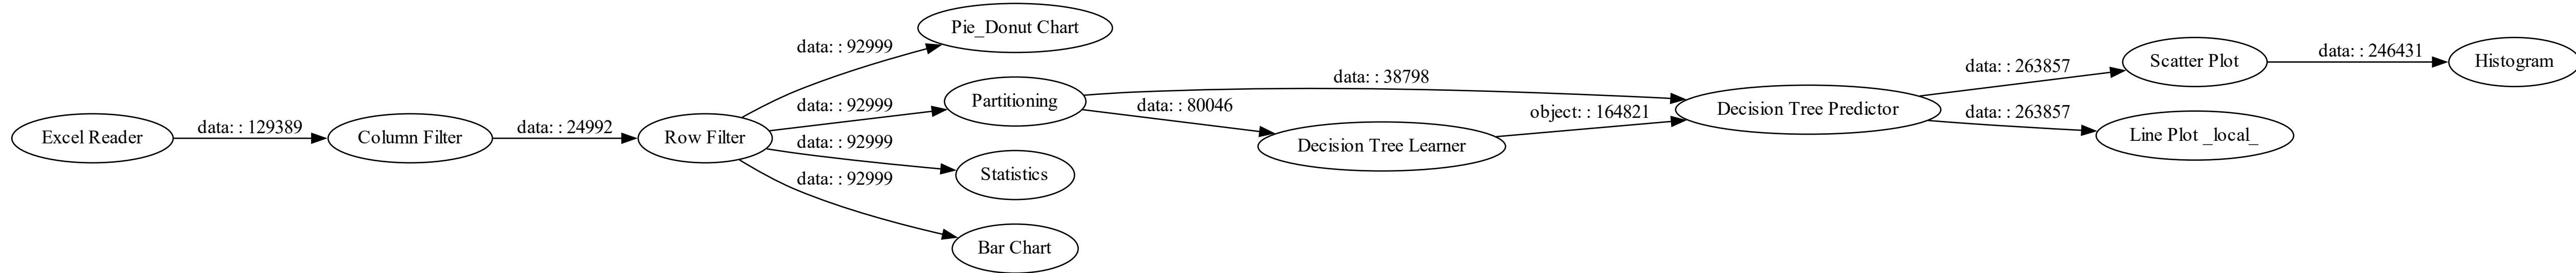 Excel Reader
data: : 129389
Column Filter
data: : 24992
Row Filter
data: : 92999
Pie_Donut Chart
data: : 92999
Partitioning
data: : 92999
Statistics
data: : 92999
Bar Chart
data: : 38798
data: : 80046
Decision Tree Learner
object: : 164821
Decision Tree Predictor
data: : 263857
Scatter Plot
data: : 263857
Line Plot _local_
data: : 246431
Histogram